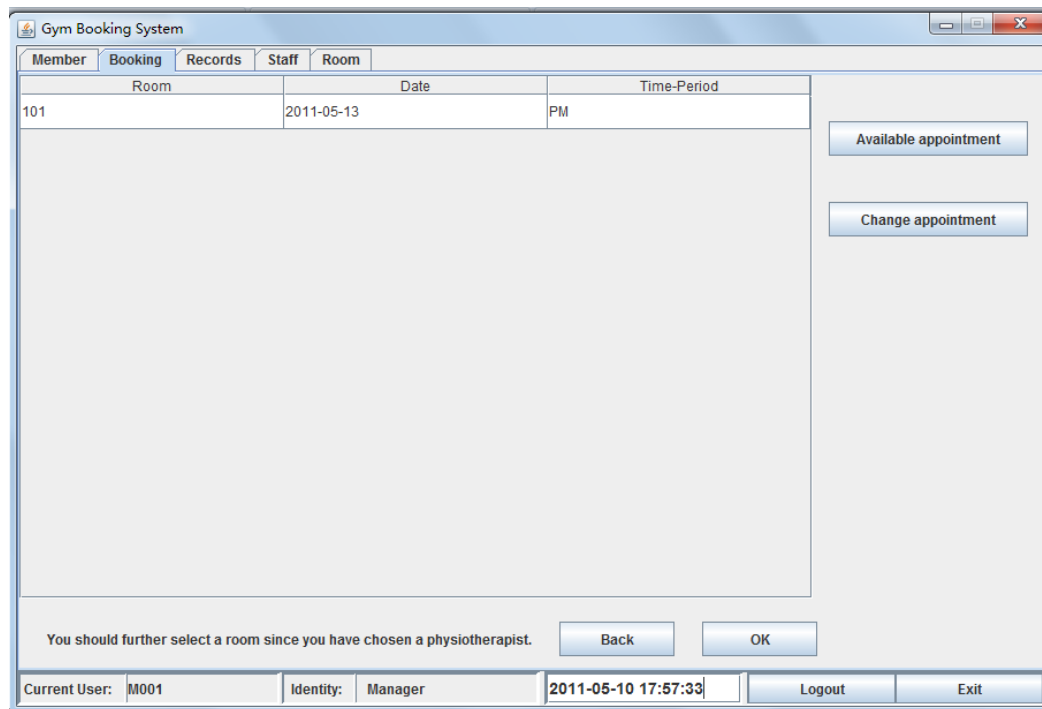 Gym Booking System
Member Booking Records Staff Room
Room Date Time-Period
101 2011-05-13 PM
Available appointment
Change appointment
You should further select a room since you have chosen a physiotherapist. Back OK
Current User: M001 Identity: Manager 2011-05-10 17:57:33 Logout Exit